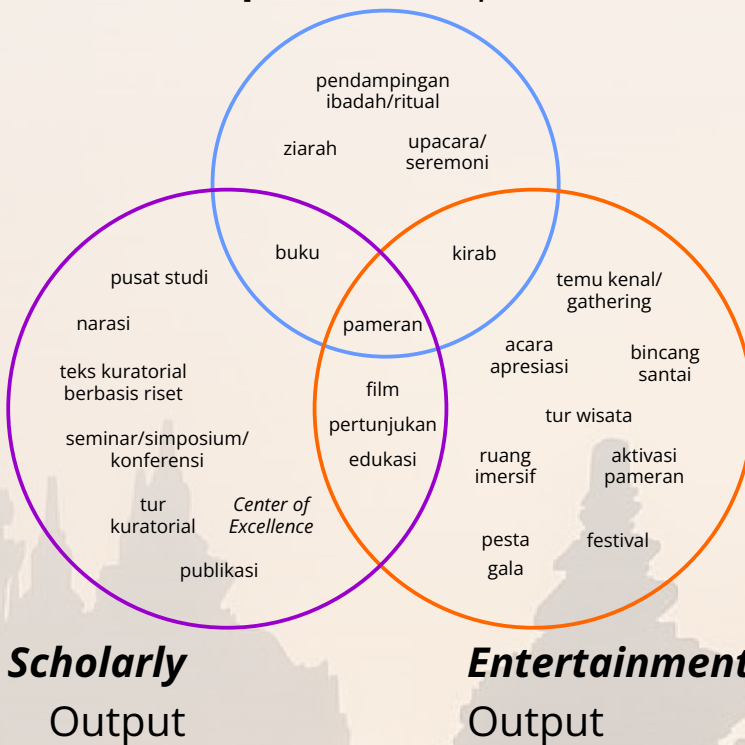 pendampingan
ibadah/ritual
ziarah
upacara/
seremoni
buku
kirab
pameran
pusat studi
narasi
teks kuratorial
berbasis riset
seminar/simposium/
konferensi
tur
kuratorial
Center of
Excellence
publikasi
film
pertunjukan
edukasi
temu kenal/
gathering
acara
apresiasi
bincang
santai
tur wisata
ruang
imersif
aktivasi
pameran
pesta
gala
festival
Scholarly
Output
Entertainment
Output